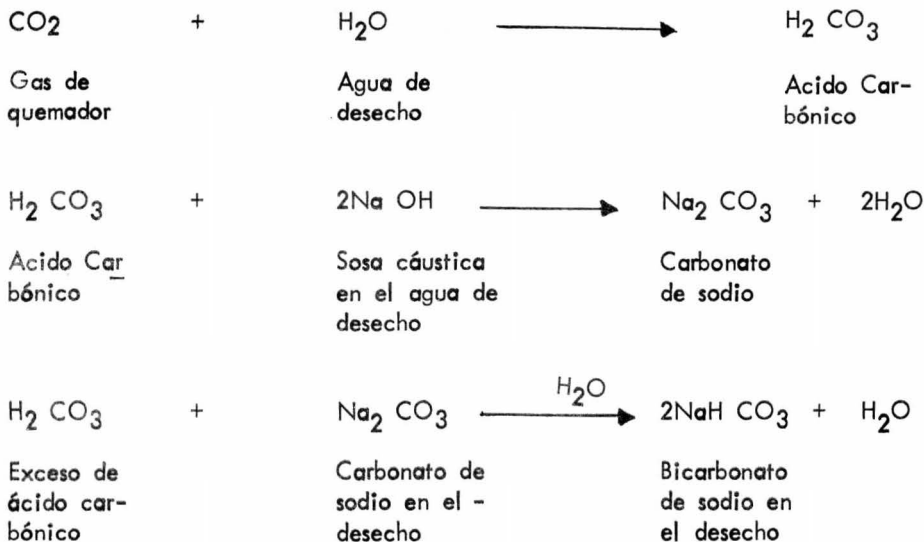 CO2 + H2O ⟶ H2 CO3
Gas de quemador Agua de desecho Acido Car-
bónico
H2 CO3 + 2Na OH ⟶ Na2 CO3 + 2H2O
Acido Car
bónico Sosa cáustica
en el agua de
desecho Carbonato
de sodio
H2O
H2 CO3 + Na2 CO3 ⟶ 2NaH CO3 + H2O
Exceso de
ácido car-
bónico Carbonato de
sodio en el -
desecho Bicarbonato
de sodio en
el desecho